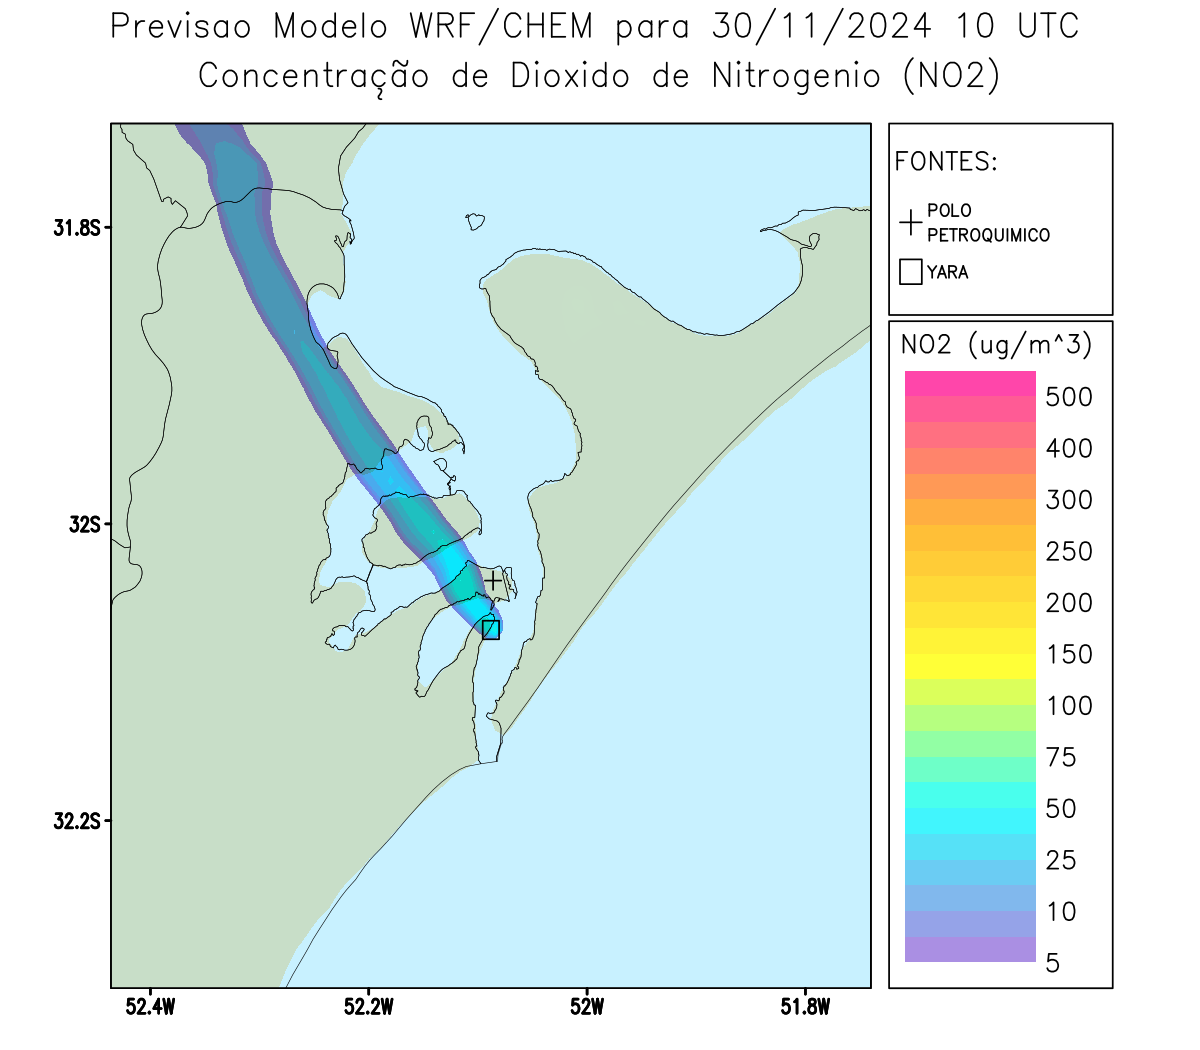 Previsao Modelo WRF/CHEM para 30/11/2024 10 UTC
Concentração de Dioxido de Nitrogenio (NO2)
FONTES:
POLO
PETROQUIMICO
YARA
NO2 (ug/m^3)
500
400
300
250
200
150
100
75
50
25
10
5
31.8S
32S
32.2S
52.4W
52.2W
52W
51.8W